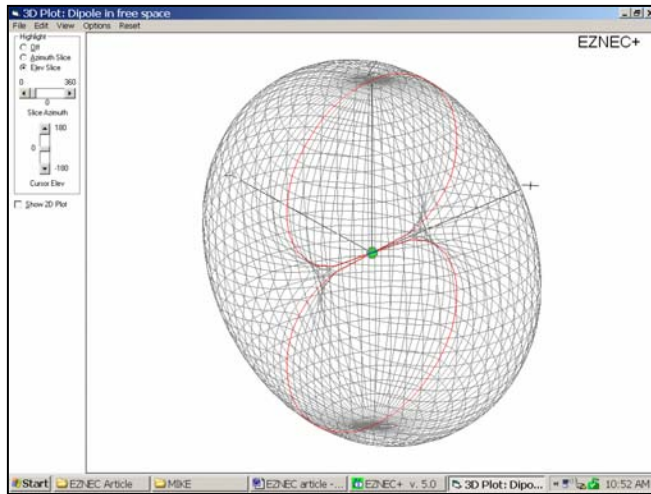 3D Plot: Dipole in free space
File Edit View Options Reset
EZNEC+
Highlight
Off
Azimuth Slice
Elev Slice
0 360
0
Slice Azimuth
180
0
-180
Cursor Elev
Show 2D Plot
Start EZNEC Article MIKE EZNEC article -... EZNEC+ v. 5.0 3D Plot: Dipo... 10:52 AM